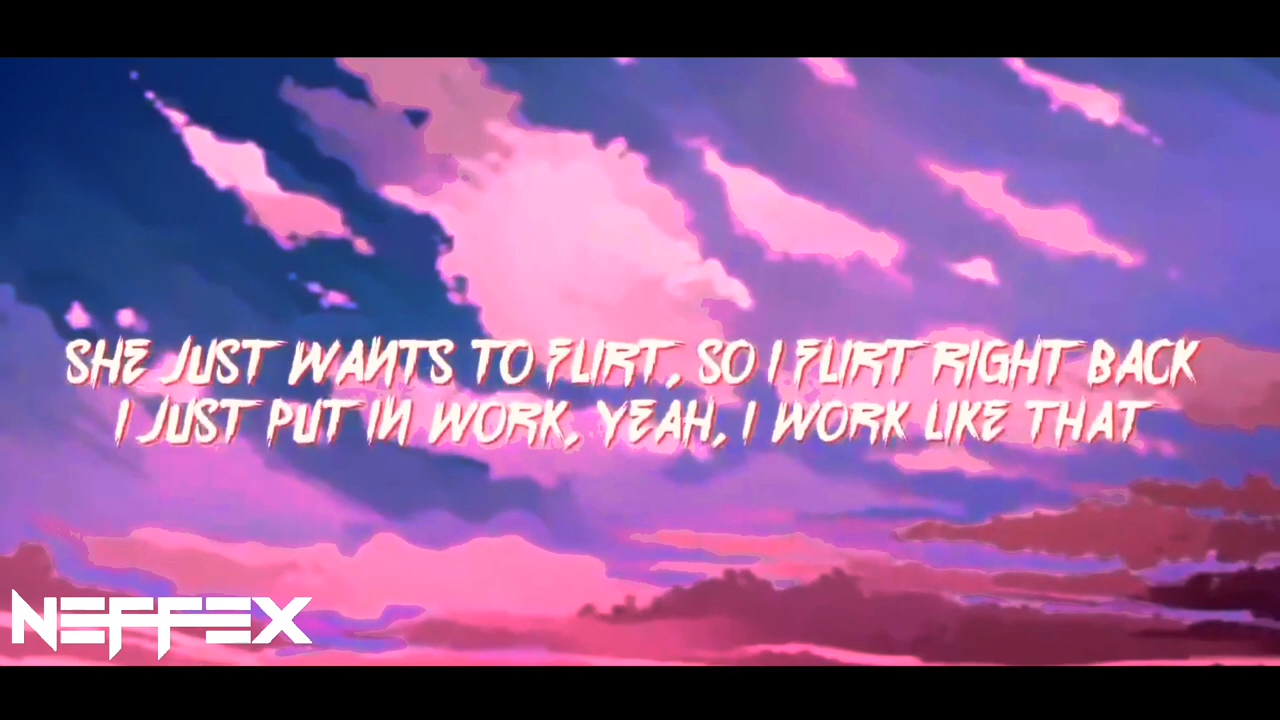 SHE JUST WANTS TO FLIRT, SO I FLIRT RIGHT BACK
I JUST PUT IN WORK, YEAH, I WORK LIKE THAT
NEFFEX